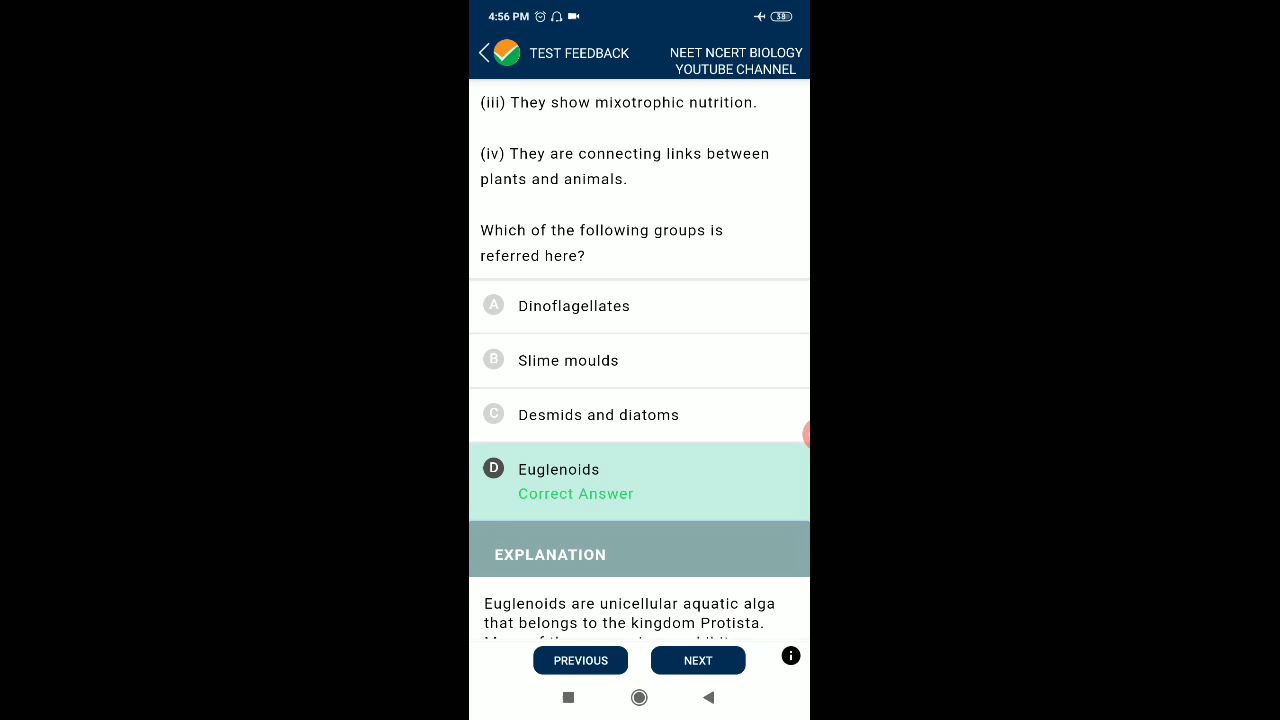 4:56 PM
38
TEST FEEDBACK
NEET NCERT BIOLOGY
YOUTUBE CHANNEL
(iii) They show mixotrophic nutrition.
(iv) They are connecting links between
plants and animals.
Which of the following groups is
referred here?
A Dinoflagellates
B Slime moulds
C Desmids and diatoms
D Euglenoids
Correct Answer
EXPLANATION
Euglenoids are unicellular aquatic alga
that belongs to the kingdom Protista.
PREVIOUS
NEXT